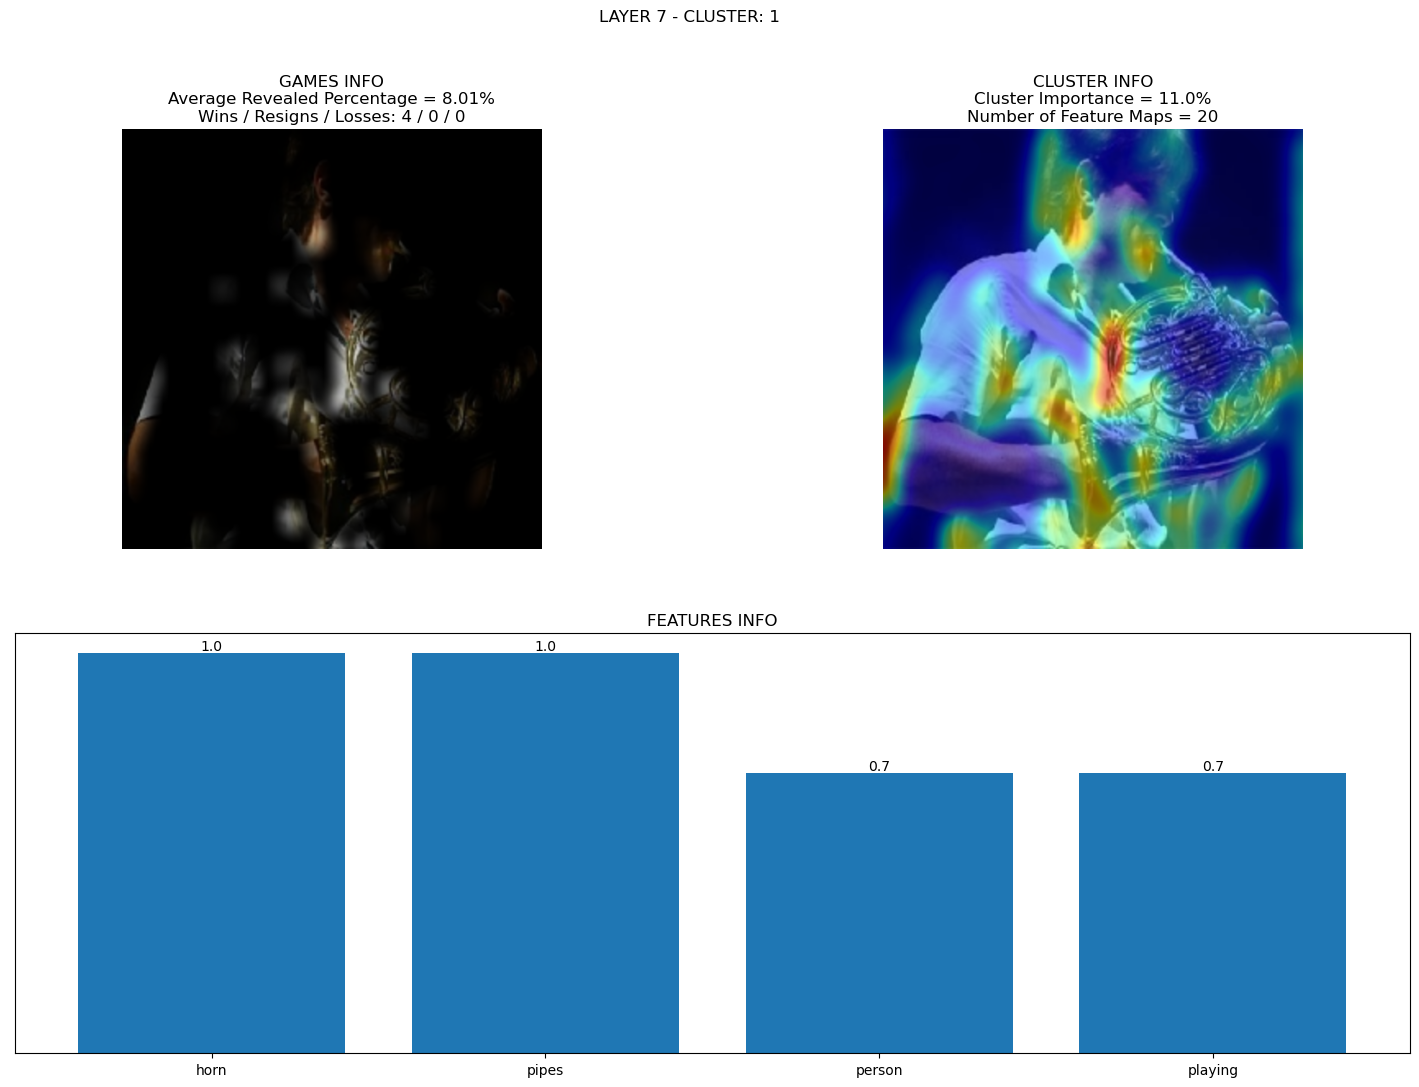 LAYER 7 - CLUSTER: 1
GAMES INFO
Average Revealed Percentage = 8.01%
Wins / Resigns / Losses: 4 / 0 / 0
CLUSTER INFO
Cluster Importance = 11.0%
Number of Feature Maps = 20
FEATURES INFO
1.0
1.0
0.7
0.7
horn
pipes
person
playing